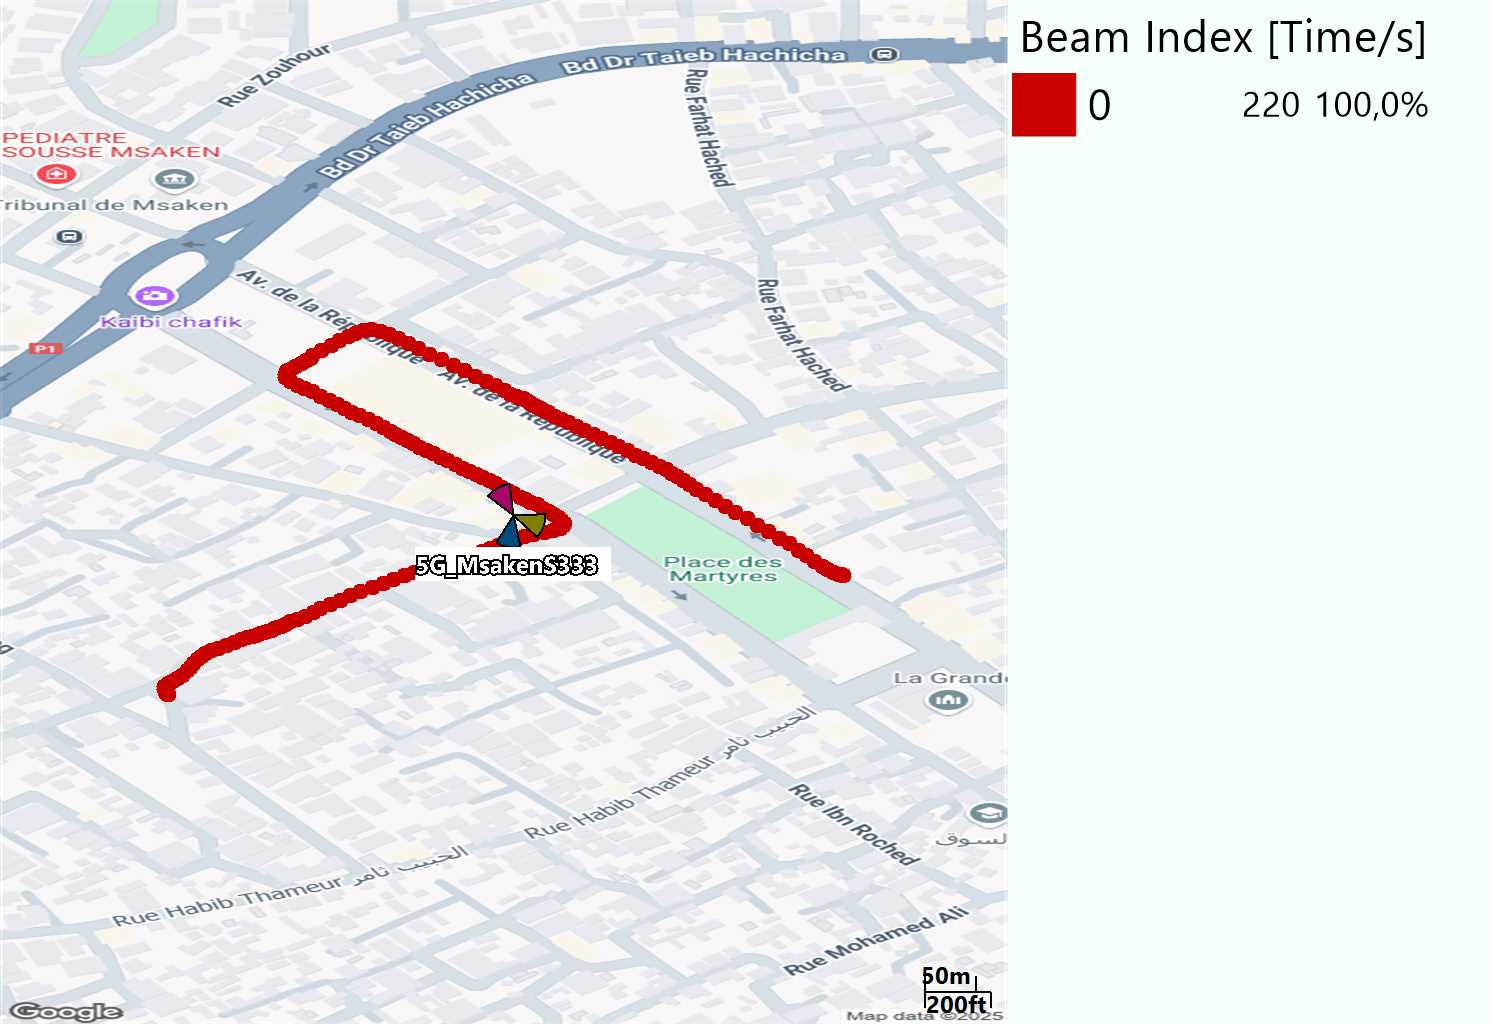 Beam Index [Time/s]
0 220 100,0%
Bd Dr Taieb Hachicha
Rue Zouhour
Bd Dr Taieb Hachicha
Rue Farhat Hached
PEDIATRE
SOUSSE MSAKEN
Tribunal de Msaken
Av. de la République
Kaibi chafik
P1
Rue Farhat Hached
Av. de la République
5G_MsakenS333
Place des
Martyres
La Grande
Rue Habib Thameur الحبيب ثامر
Rue Ibn Roched
السوق
Rue Habib Thameur الحبيب ثامر
Rue Mohamed Ali
50m
200ft
Google
Map data ©2025